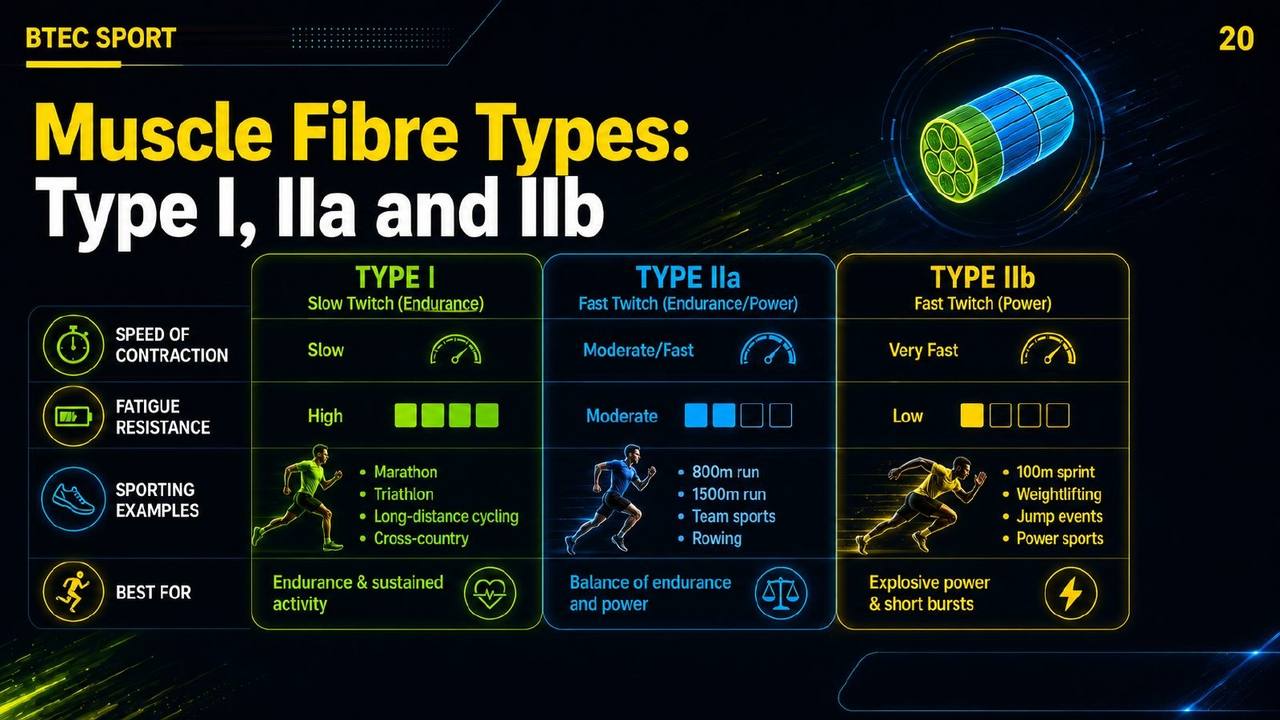 BTEC SPORT
20
Muscle Fibre Types:
Type I, IIa and IIb
TYPE I
Slow Twitch (Endurance)
TYPE IIa
Fast Twitch (Endurance/Power)
TYPE IIb
Fast Twitch (Power)
SPEED OF
CONTRACTION
Slow
Moderate/Fast
Very Fast
FATIGUE
RESISTANCE
High
Moderate
Low
SPORTING
EXAMPLES
• Marathon
• Triathlon
• Long-distance cycling
• Cross-country
• 800m run
• 1500m run
• Team sports
• Rowing
• 100m sprint
• Weightlifting
• Jump events
• Power sports
BEST FOR
Endurance & sustained
activity
Balance of endurance
and power
Explosive power
& short bursts